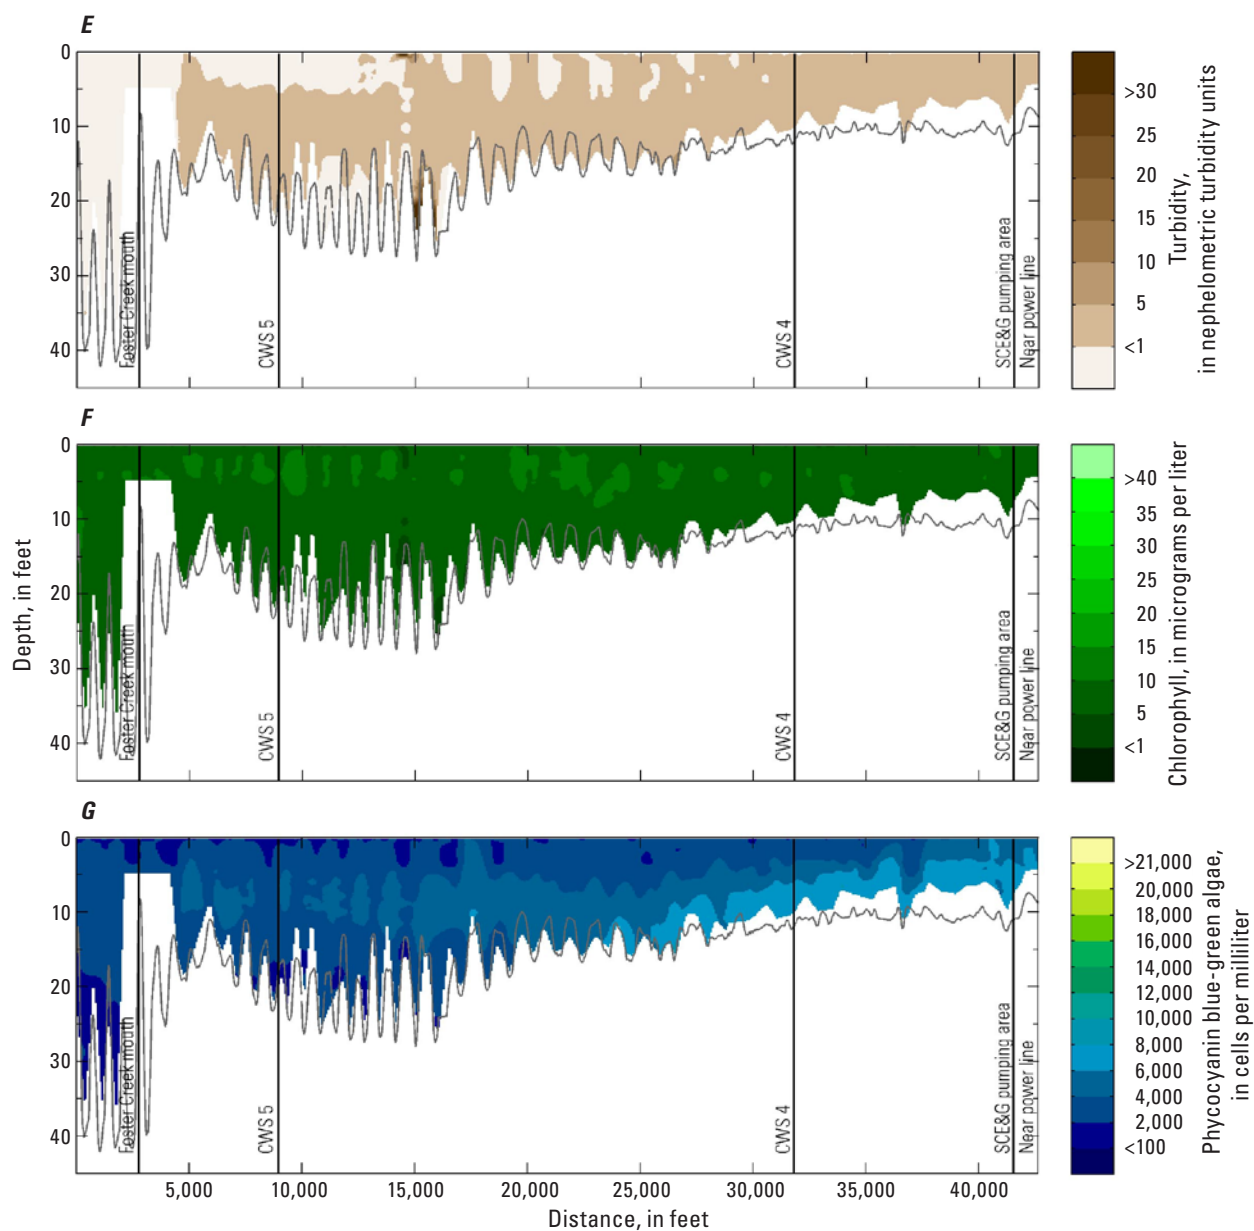 E
0
10
20
30
40
Foster Creek mouth
CWS 5
CWS 4
SCE&G pumping area
Near power line
>30
25
20
15
10
5
<1
Turbidity,
in nephelometric turbidity units
F
Depth, in feet
0
10
20
30
40
Foster Creek mouth
CWS 5
CWS 4
SCE&G pumping area
Near power line
>40
35
30
25
20
15
10
5
<1
Chlorophyll, in micrograms per liter
G
0
10
20
30
40
Foster Creek mouth
CWS 5
CWS 4
SCE&G pumping area
Near power line
>21,000
20,000
18,000
16,000
14,000
12,000
10,000
8,000
6,000
4,000
2,000
<100
Phycocyanin blue-green algae,
in cells per milliliter
5,000 10,000 15,000 20,000 25,000 30,000 35,000 40,000
Distance, in feet